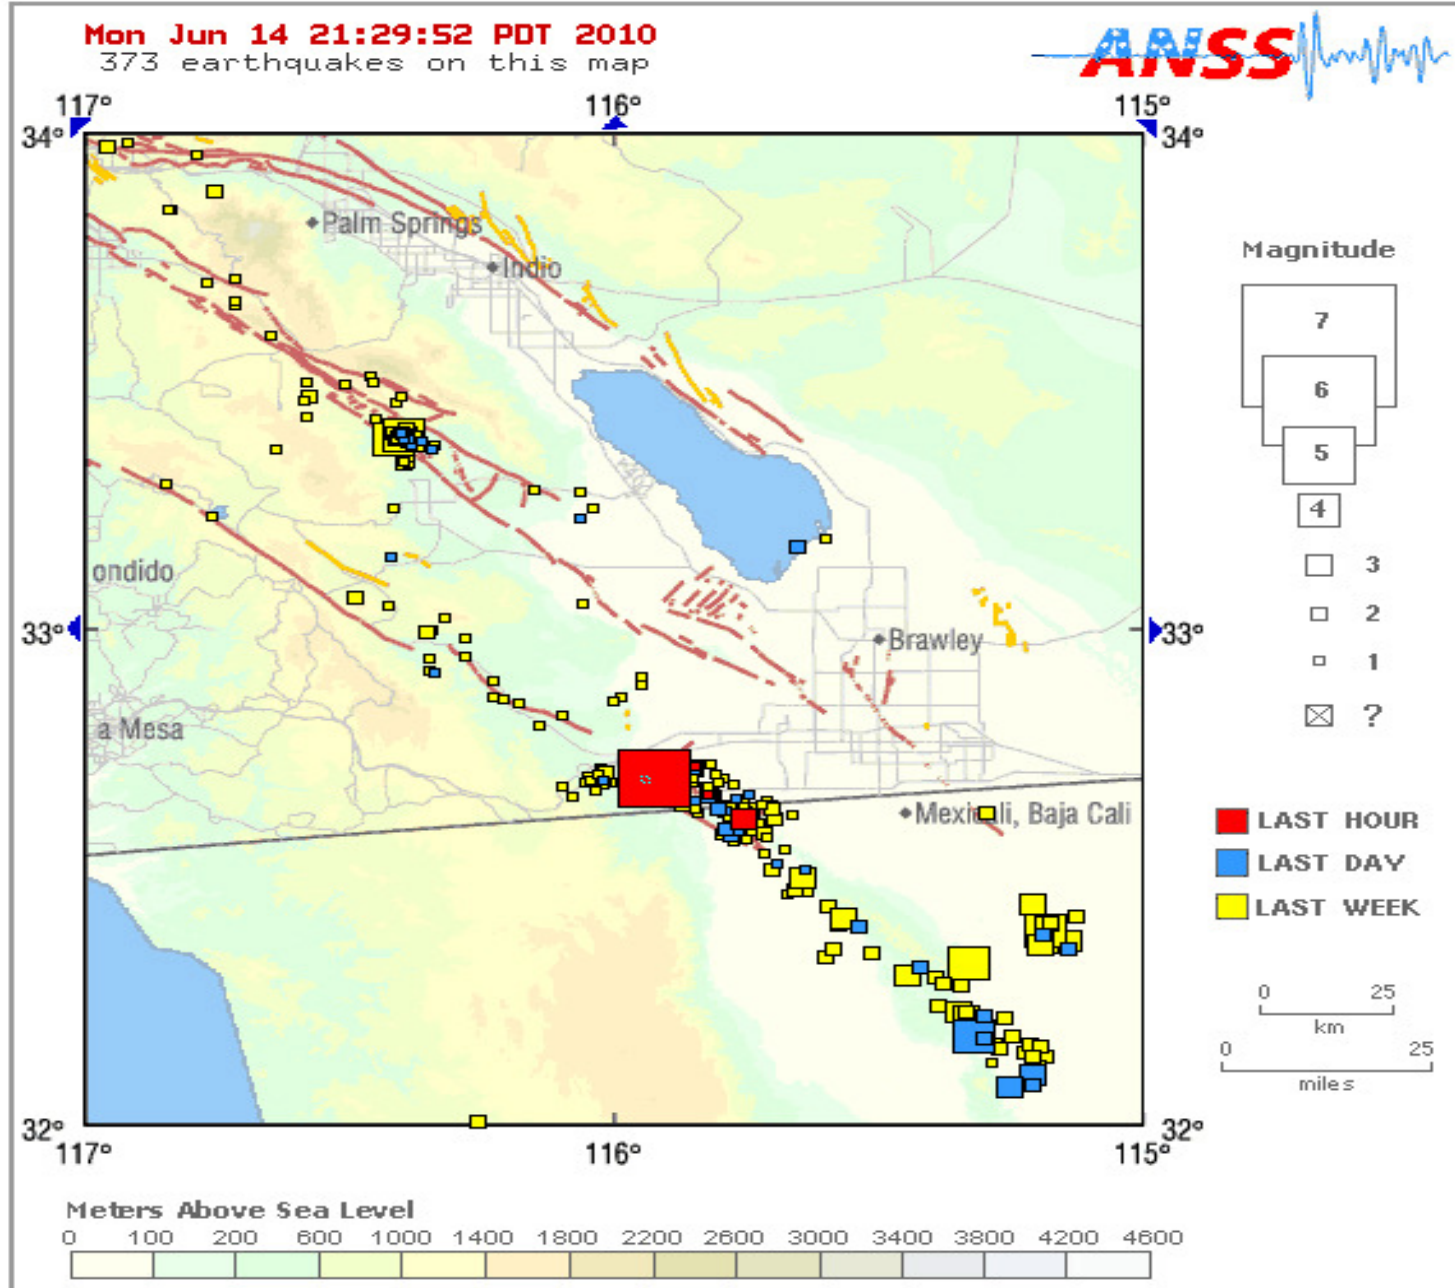 Mon Jun 14 21:29:52 PDT 2010
373 earthquakes on this map
ANSS
117° 116° 115°
34° 34°
Palm Springs
Indio
Magnitude
7
6
5
4
3
2
1
?
ondido
33° 33°
Brawley
a Mesa
Mexicali, Baja Cali
LAST HOUR
LAST DAY
LAST WEEK
0 25
km
0 25
miles
32° 32°
117° 116° 115°
Meters Above Sea Level
0 100 200 600 1000 1400 1800 2200 2600 3000 3400 3800 4200 4600